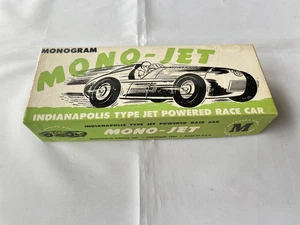 MONOGRAM
MONO-JET
INDIANAPOLIS TYPE JET POWERED RACE CAR
INDIANAPOLIS TYPE JET POWERED RACE CAR
MONO-JET
M